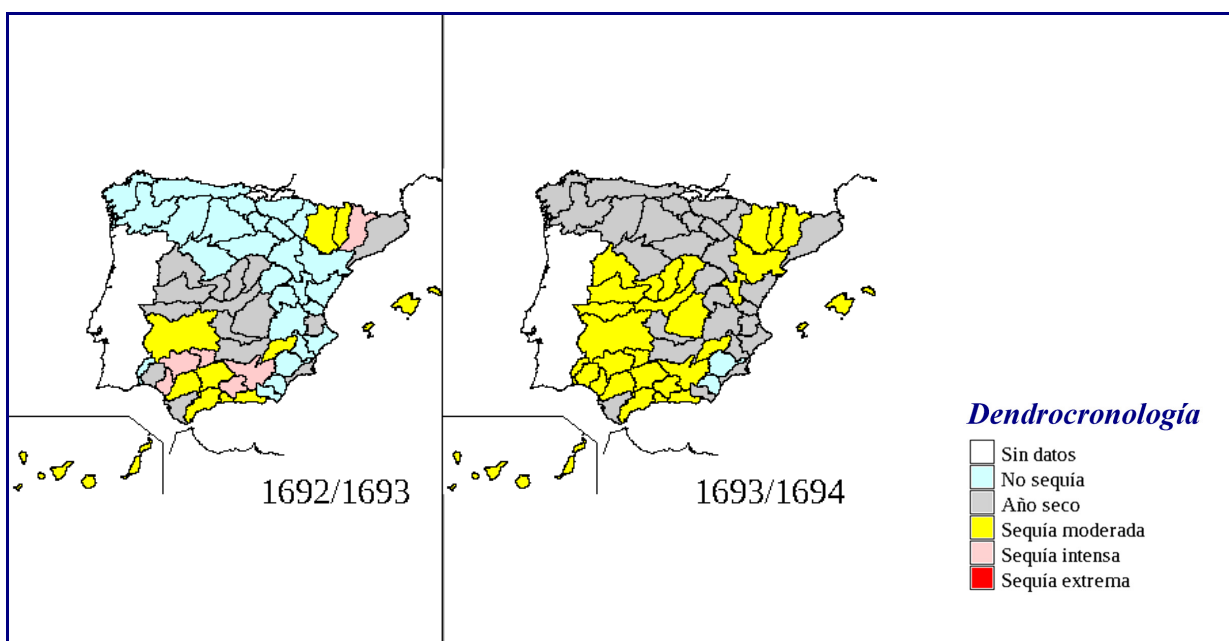 1692/1693
1693/1694
Dendrocronología
Sin datos
No sequía
Año seco
Sequía moderada
Sequía intensa
Sequía extrema